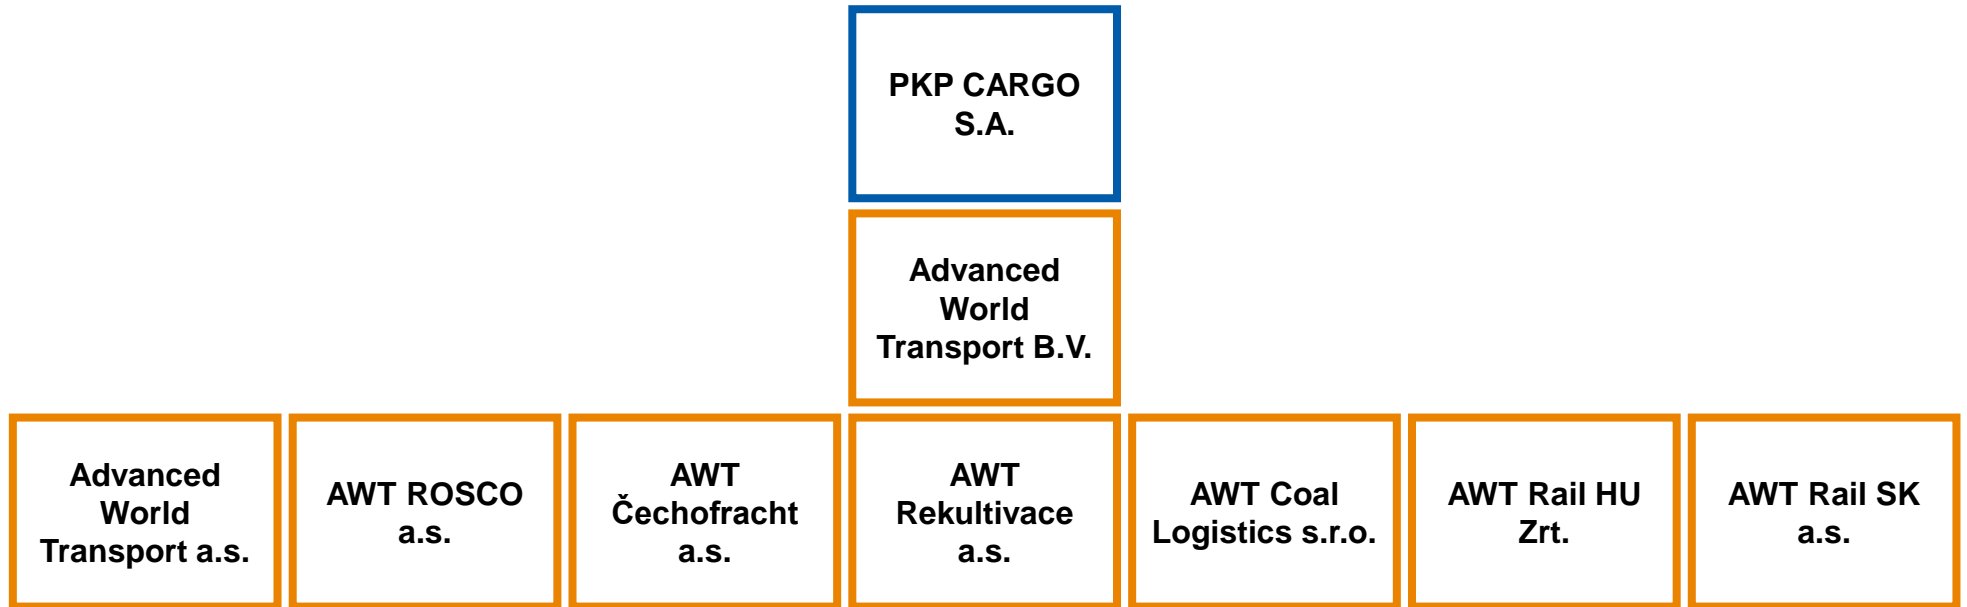 PKP CARGO
S.A.
Advanced
World
Transport B.V.
Advanced
World
Transport a.s.
AWT ROSCO
a.s.
AWT
Čechofracht
a.s.
AWT
Rekultivace
a.s.
AWT Coal
Logistics s.r.o.
AWT Rail HU
Zrt.
AWT Rail SK
a.s.